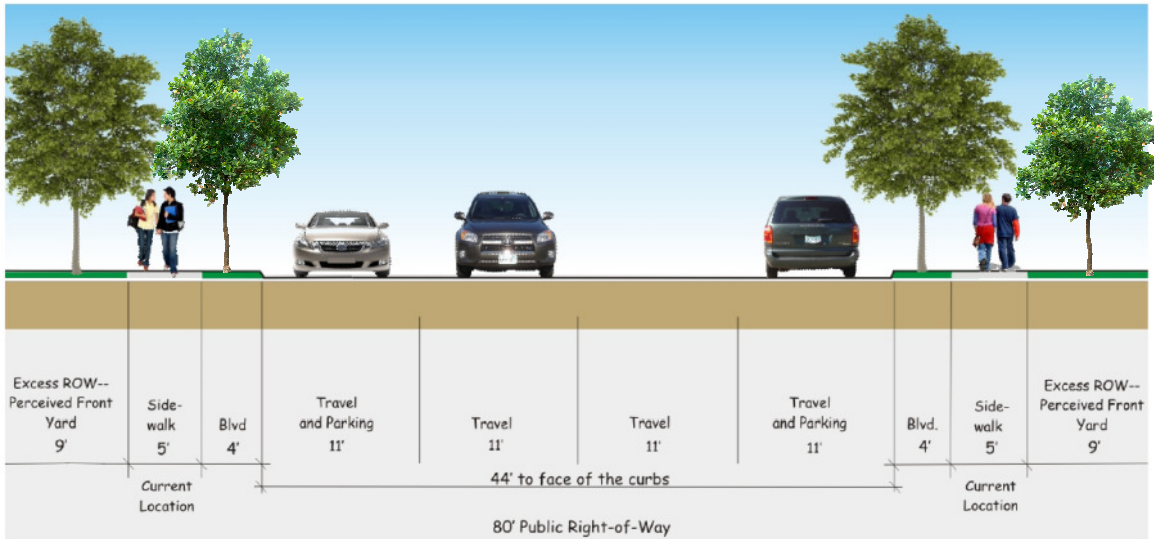 Excess ROW--
Perceived Front
Yard
9'
Side-
walk
5'
Blvd
4'
Travel
and Parking
11'
Travel
11'
Travel
11'
Travel
and Parking
11'
Blvd.
4'
Side-
walk
5'
Excess ROW--
Perceived Front
Yard
9'
Current
Location
44' to face of the curbs
Current
Location
80' Public Right-of-Way